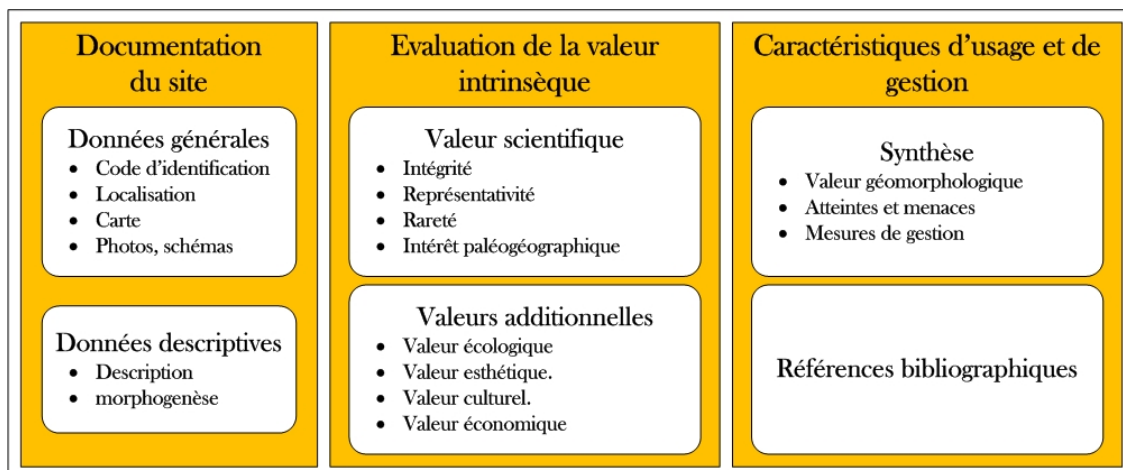 Documentation
du site
Données générales
• Code d'identification
• Localisation
• Carte
• Photos, schémas
Données descriptives
• Description
• morphogenèse
Evaluation de la valeur
intrinsèque
Valeur scientifique
• Intégrité
• Représentativité
• Rareté
• Intérêt paléogéographique
Valeurs additionnelles
• Valeur écologique
• Valeur esthétique.
• Valeur culturel.
• Valeur économique
Caractéristiques d'usage et de
gestion
Synthèse
• Valeur géomorphologique
• Atteintes et menaces
• Mesures de gestion
Références bibliographiques